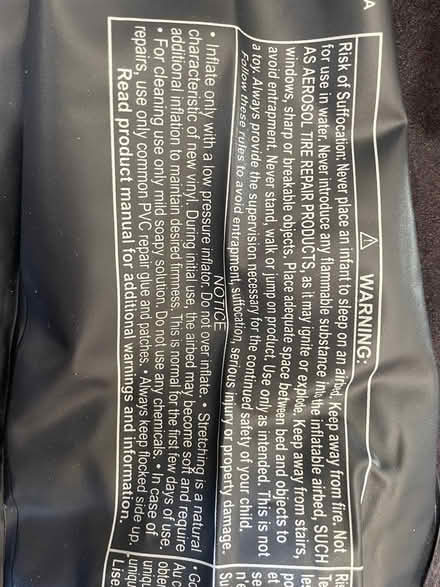 A
⚠ WARNING:
Risk of Suffocation: Never place an infant to sleep on an airbed. Keep away from fire. Not
for use in water. Never introduce any flammable substance into the inflatable airbed, SUCH
AS AEROSOL TIRE REPAIR PRODUCTS, as it may ignite or explode. Keep away from stairs,
windows, sharp or breakable objects. Place adequate space between bed and objects to
avoid entrapment. Never stand, walk or jump on product. Use only as intended. This is not
a toy. Always provide the supervision necessary for the continued safety of your child.
Follow these rules to avoid entrapment, suffocation, serious injury or property damage.
NOTICE
• Inflate only with a low pressure inflator. Do not over inflate. • Stretching is a natural
characteristic of new vinyl. During initial use, the airbed may become soft and require
additional inflation to maintain desired firmness. This is normal for the first few days of use.
• For cleaning use only mild soapy solution. Do not use any chemicals. • In case of
repairs, use only common PVC repair glue and patches. • Always keep flocked side up.
Read product manual for additional warnings and information.
• Go
Au c
oble
uniq
unique
Lise